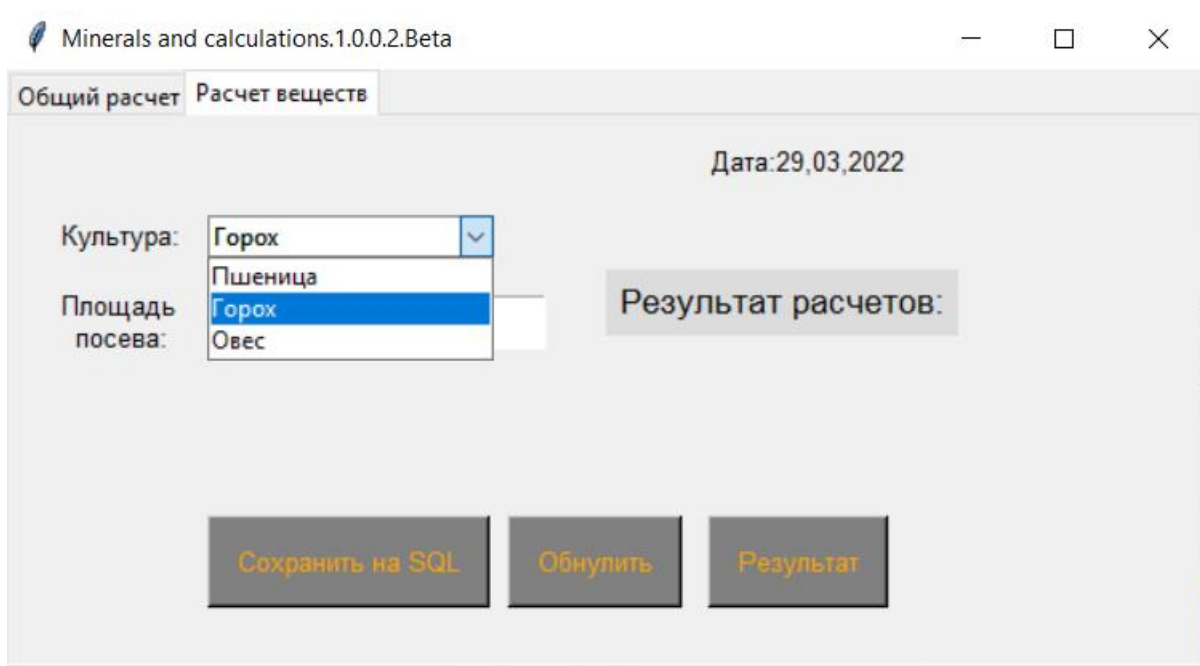 Minerals and calculations.1.0.0.2.Beta
Общий расчет Расчет веществ
Дата:29,03,2022
Культура: Горох
Пшеница
Горох
Овес
Площадь
посева:
Результат расчетов:
Сохранить на SQL Обнулить Результат